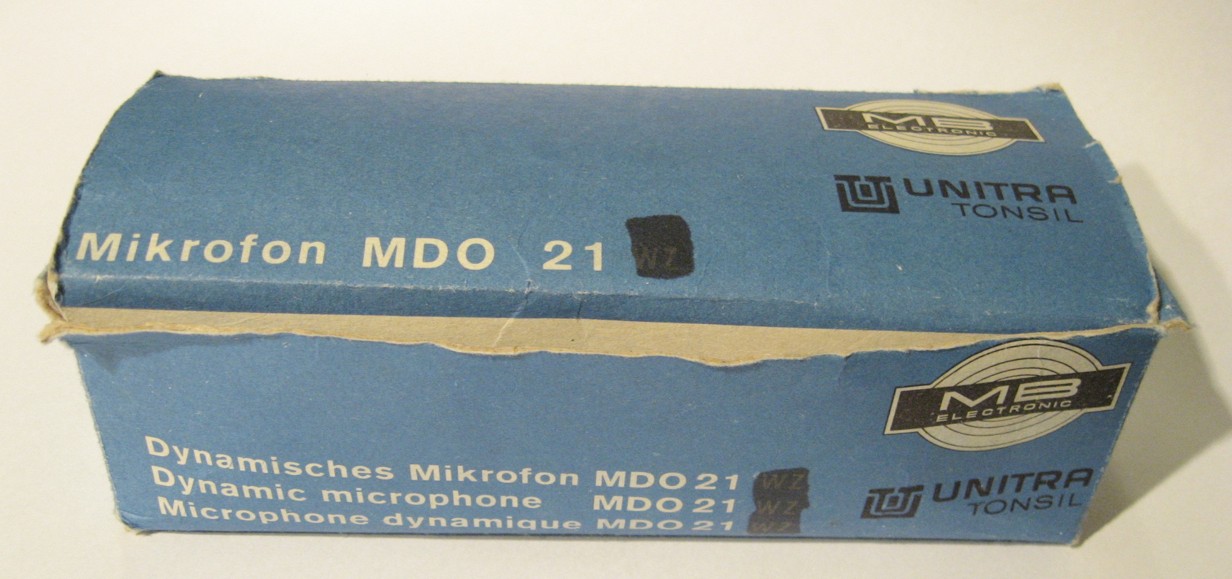 MB
ELECTRONIC
UNITRA
TONSIL
Mikrofon MDO 21 WZ
MB
ELECTRONIC
Dynamisches Mikrofon MDO 21 WZ
Dynamic microphone MDO 21 WZ
Microphone dynamique MDO 21 WZ
UNITRA
TONSIL